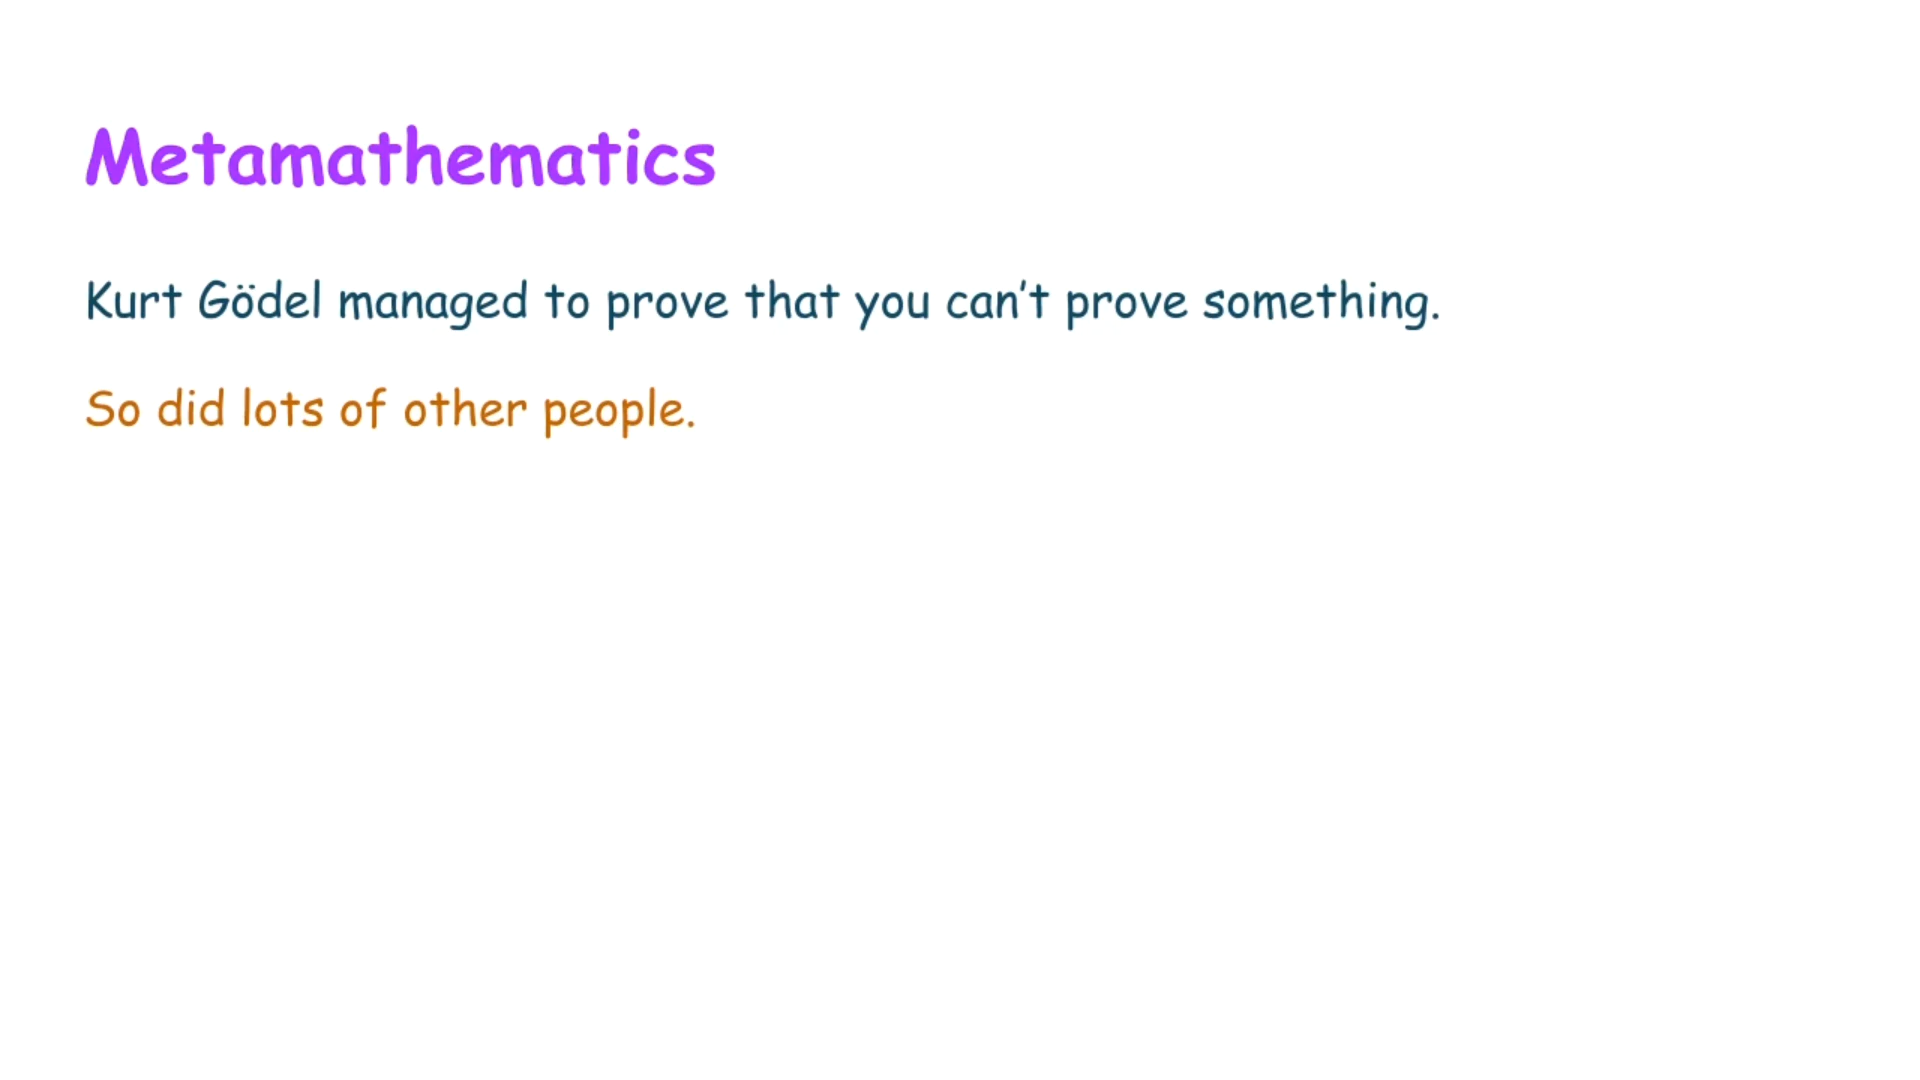 Metamathematics
Kurt Gödel managed to prove that you can’t prove something.
So did lots of other people.